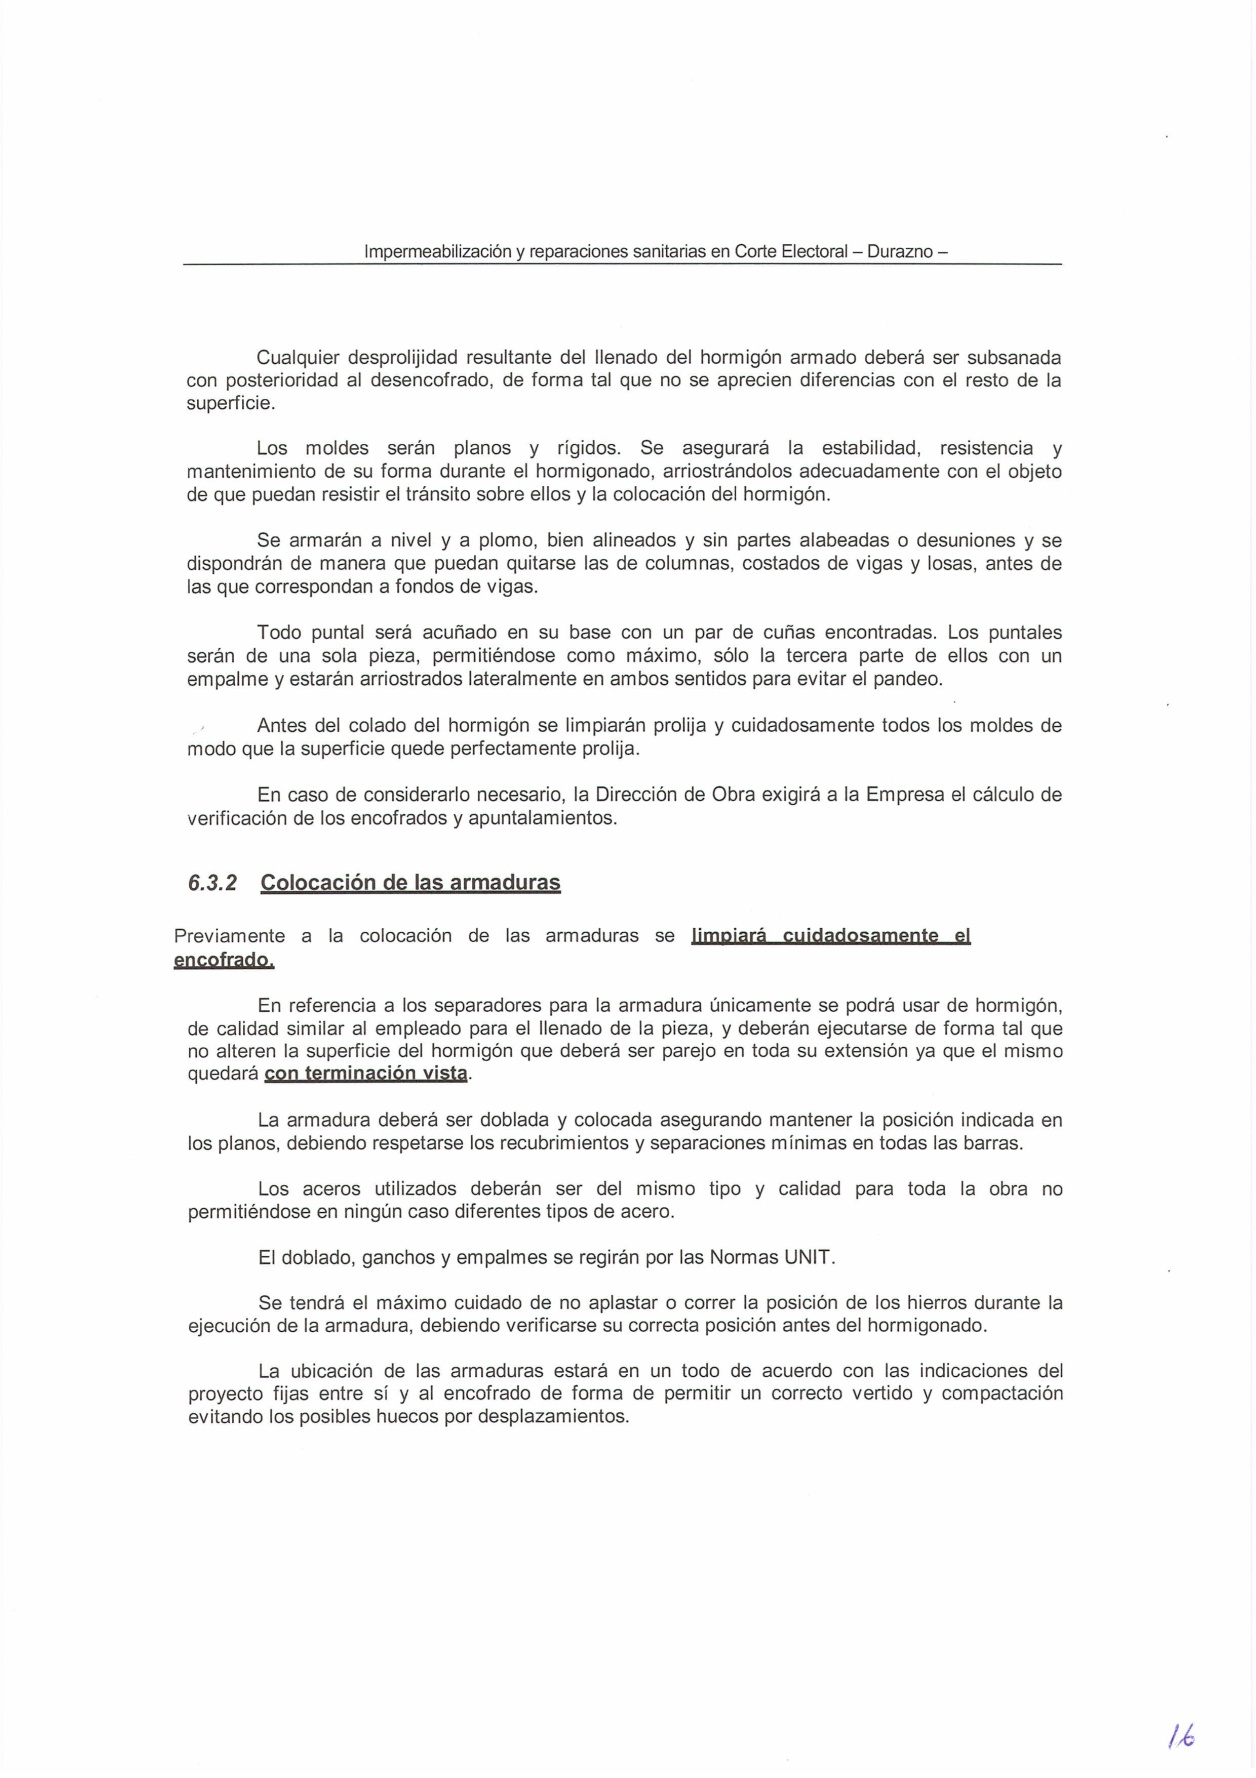 Impermeabilización y reparaciones sanitarias en Corte Electoral – Durazno –
Cualquier desprolijidad resultante del llenado del hormigón armado deberá ser subsanada
con posterioridad al desencofrado, de forma tal que no se aprecien diferencias con el resto de la
superficie.
Los moldes serán planos y rígidos. Se asegurará la estabilidad, resistencia y
mantenimiento de su forma durante el hormigonado, arriostrándolos adecuadamente con el objeto
de que puedan resistir el tránsito sobre ellos y la colocación del hormigón.
Se armarán a nivel y a plomo, bien alineados y sin partes alabeadas o desuniones y se
dispondrán de manera que puedan quitarse las de columnas, costados de vigas y losas, antes de
las que correspondan a fondos de vigas.
Todo puntal será acuñado en su base con un par de cuñas encontradas. Los puntales
serán de una sola pieza, permitiéndose como máximo, sólo la tercera parte de ellos con un
empalme y estarán arriostrados lateralmente en ambos sentidos para evitar el pandeo.
Antes del colado del hormigón se limpiarán prolija y cuidadosamente todos los moldes de
modo que la superficie quede perfectamente prolija.
En caso de considerarlo necesario, la Dirección de Obra exigirá a la Empresa el cálculo de
verificación de los encofrados y apuntalamientos.
6.3.2 Colocación de las armaduras
Previamente a la colocación de las armaduras se limpiará cuidadosamente el
encofrado.
En referencia a los separadores para la armadura únicamente se podrá usar de hormigón,
de calidad similar al empleado para el llenado de la pieza, y deberán ejecutarse de forma tal que
no alteren la superficie del hormigón que deberá ser parejo en toda su extensión ya que el mismo
quedará con terminación vista.
La armadura deberá ser doblada y colocada asegurando mantener la posición indicada en
los planos, debiendo respetarse los recubrimientos y separaciones mínimas en todas las barras.
Los aceros utilizados deberán ser del mismo tipo y calidad para toda la obra no
permitiéndose en ningún caso diferentes tipos de acero.
El doblado, ganchos y empalmes se regirán por las Normas UNIT.
Se tendrá el máximo cuidado de no aplastar o correr la posición de los hierros durante la
ejecución de la armadura, debiendo verificarse su correcta posición antes del hormigonado.
La ubicación de las armaduras estará en un todo de acuerdo con las indicaciones del
proyecto fijas entre sí y al encofrado de forma de permitir un correcto vertido y compactación
evitando los posibles huecos por desplazamientos.
16